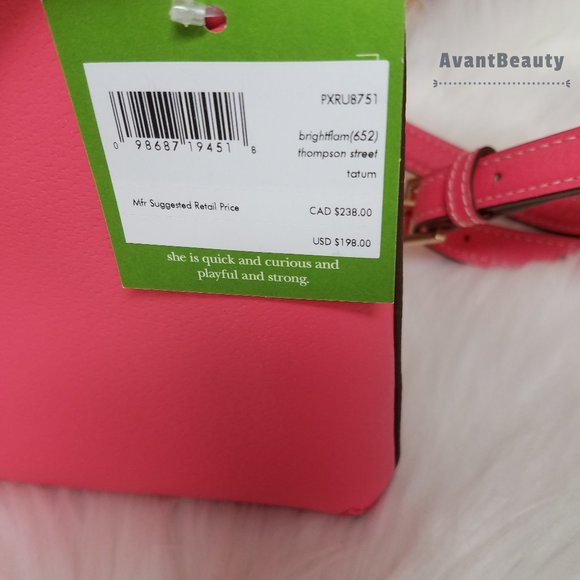 AvantBeauty
PXRU8751
0 98687 19451 8
brightflam(652)
thompson street
tatum
Mfr Suggested Retail Price
CAD $238.00
USD $198.00
she is quick and curious and
playful and strong.